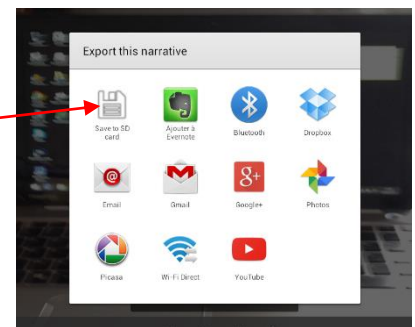 Export this narrative
Save to SD
card
Ajouter à
Evernote
Bluetooth
Dropbox
@
Email
Gmail
8+
Google+
Photos
Picasa
Wi-Fi Direct
YouTube